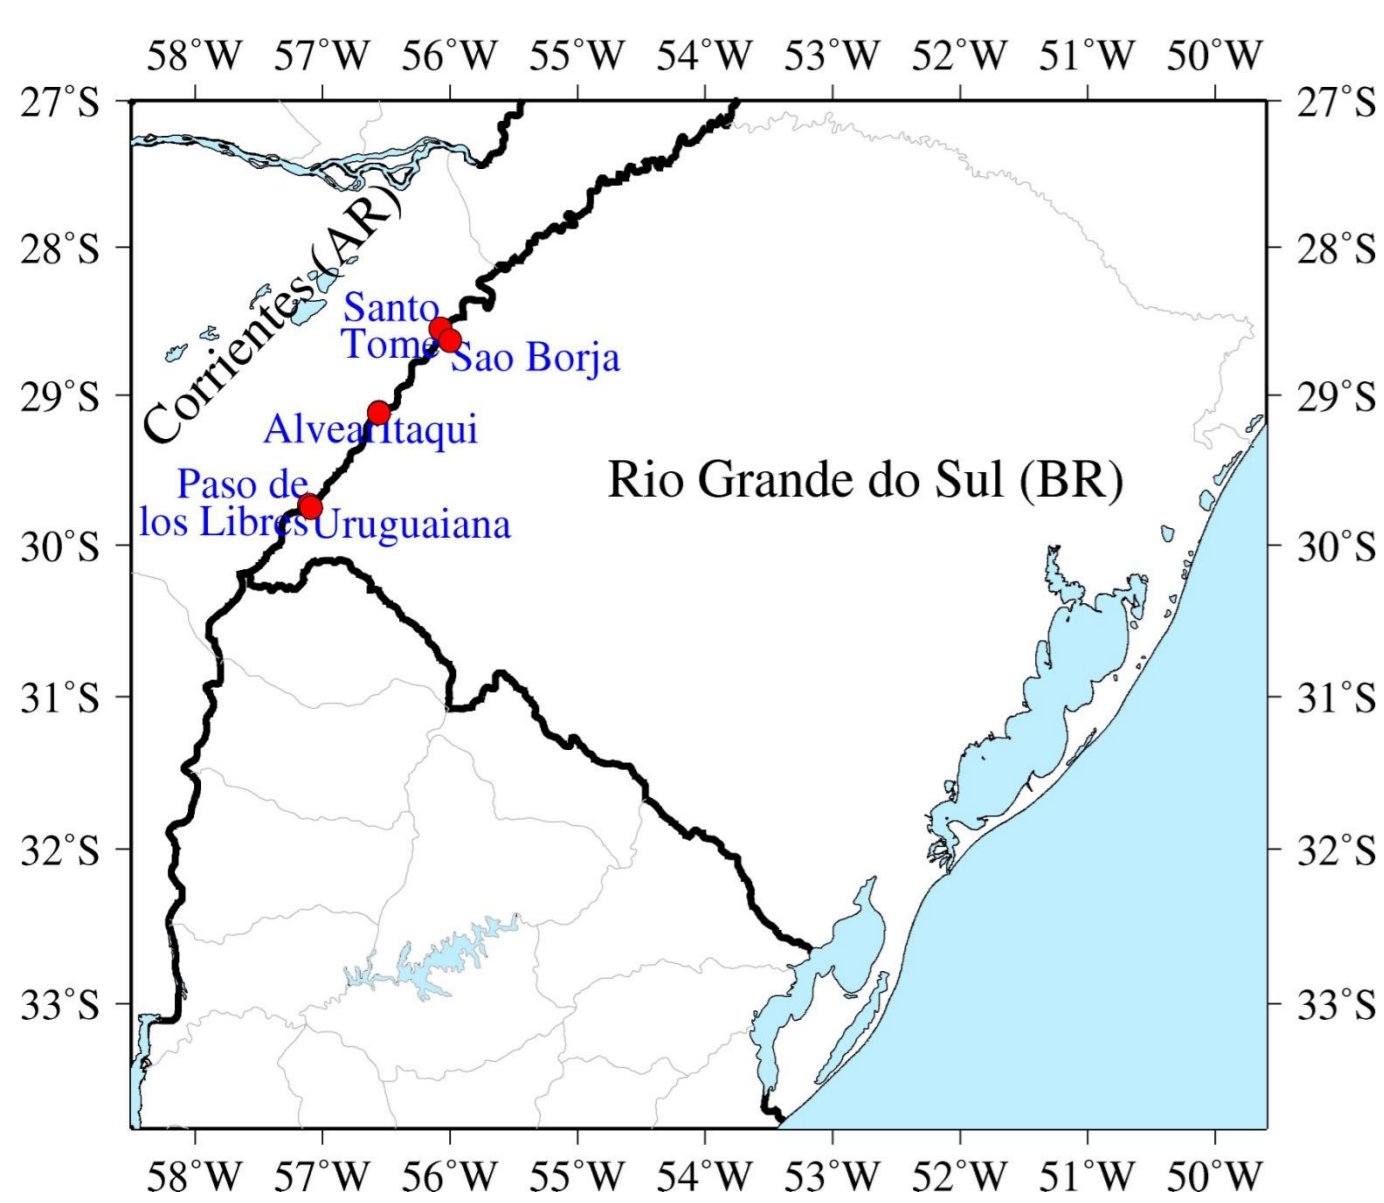 58°W 57°W 56°W 55°W 54°W 53°W 52°W 51°W 50°W
27°S 27°S
28°S 28°S
Corrientes (AR)
Santo
Tome
Sao Borja
29°S 29°S
Alvear Itaqui
Rio Grande do Sul (BR)
Paso de
los Libres Uruguaiana
30°S 30°S
31°S 31°S
32°S 32°S
33°S 33°S
58°W 57°W 56°W 55°W 54°W 53°W 52°W 51°W 50°W